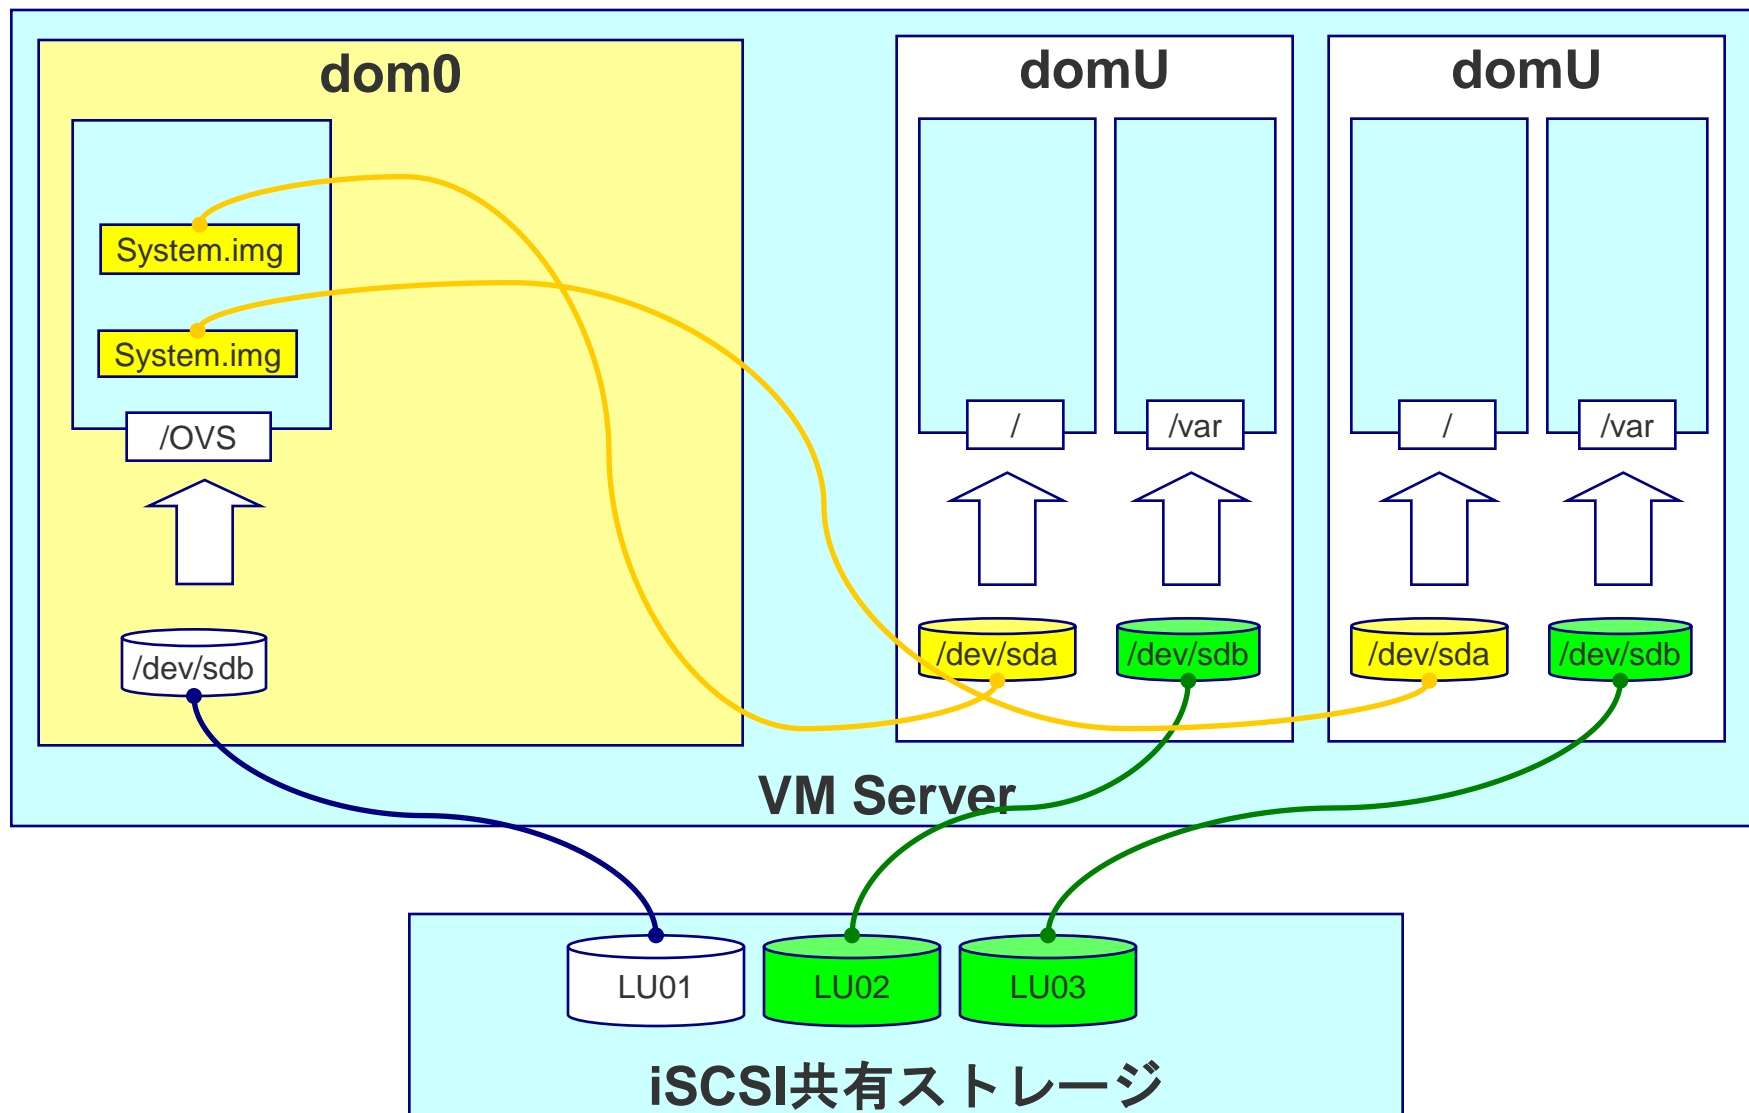 dom0
System.img
System.img
/OVS
/dev/sdb
domU
/
/var
/dev/sda
/dev/sdb
domU
/
/var
/dev/sda
/dev/sdb
VM Server
LU01
LU02
LU03
iSCSI共有ストレージ